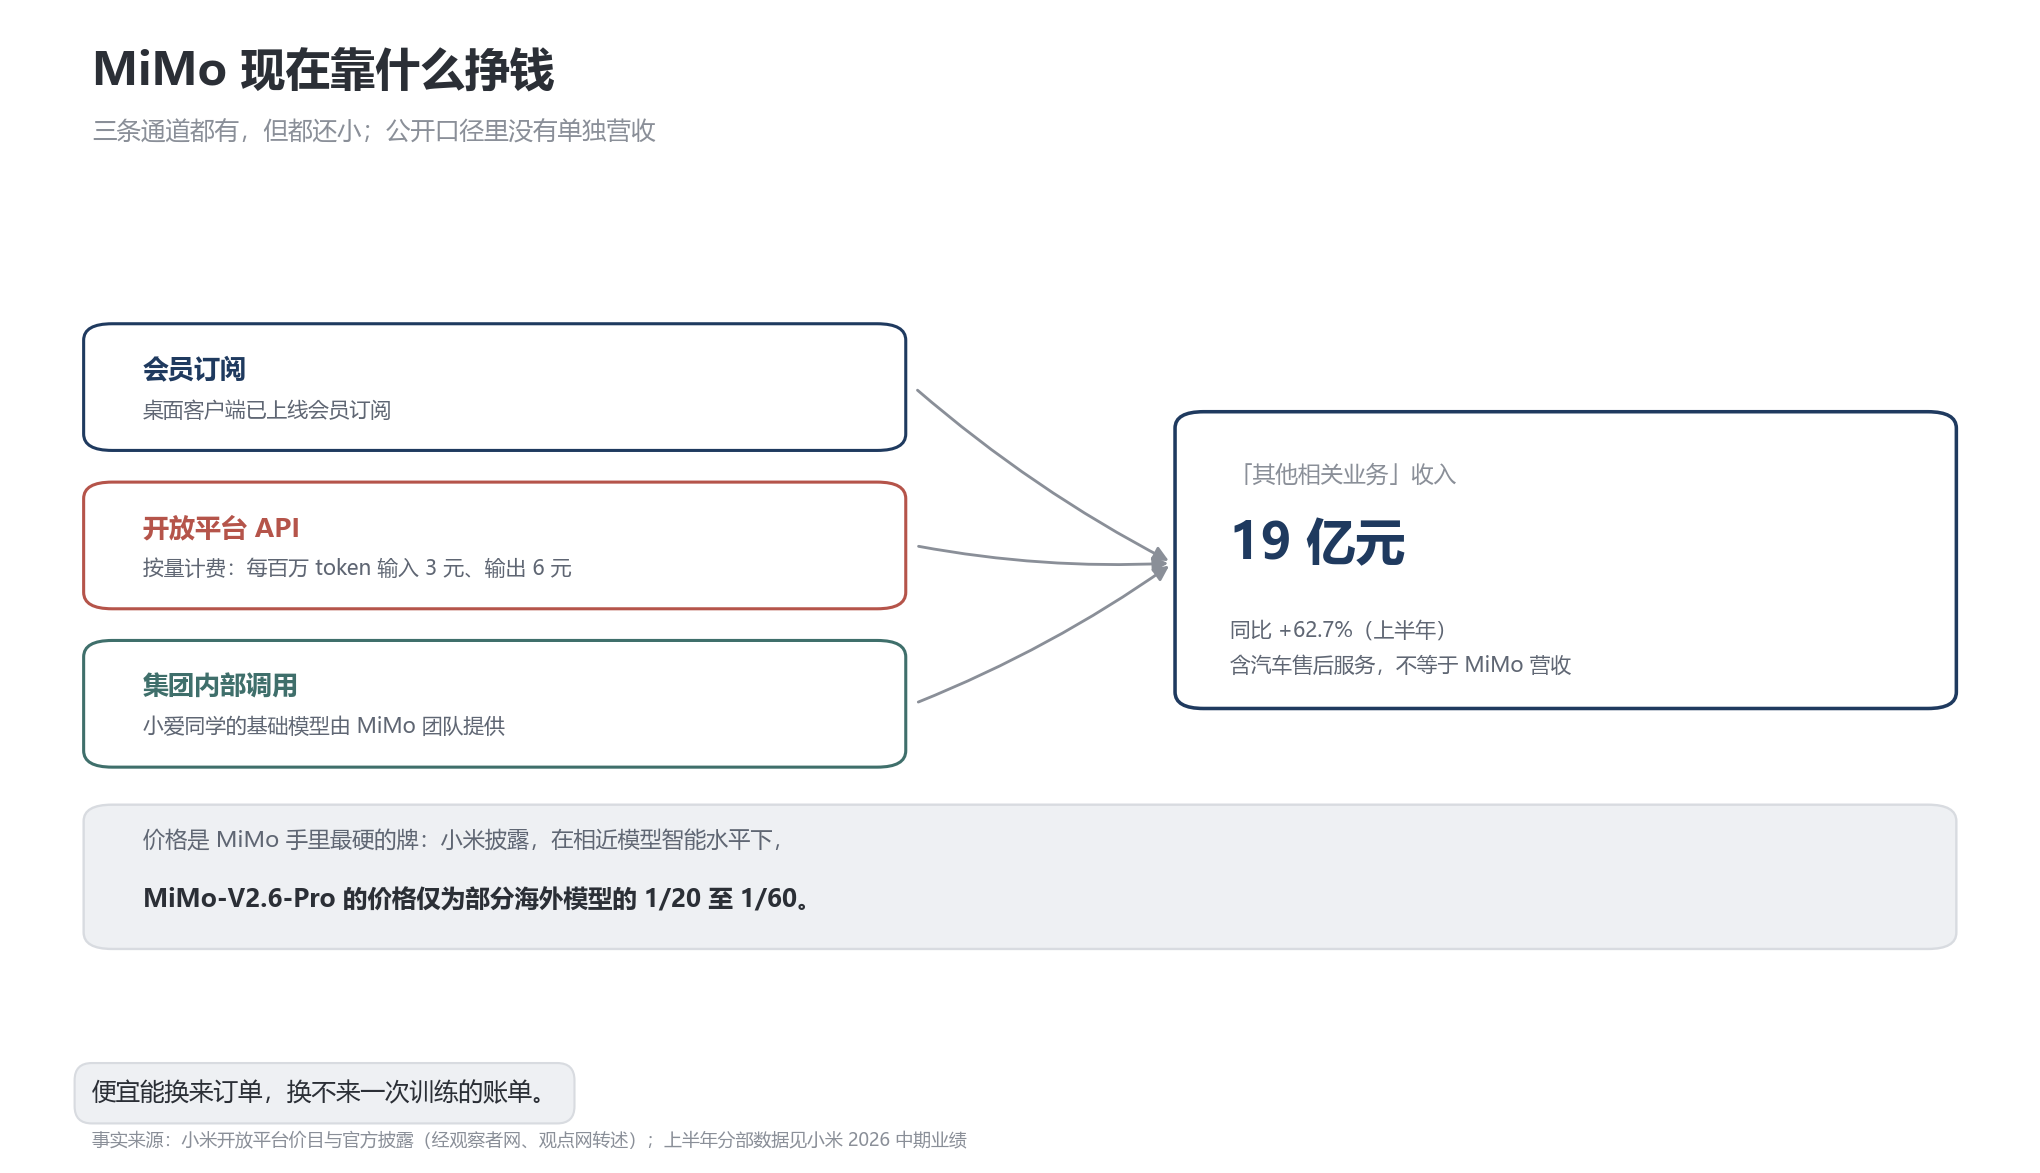 MiMo 现在靠什么挣钱
三条通道都有，但都还小；公开口径里没有单独营收
会员订阅
桌面客户端已上线会员订阅
开放平台 API
按量计费：每百万 token 输入 3 元、输出 6 元
集团内部调用
小爱同学的基础模型由 MiMo 团队提供
「其他相关业务」收入
19 亿元
同比 +62.7%（上半年）
含汽车售后服务，不等于 MiMo 营收
价格是 MiMo 手里最硬的牌：小米披露，在相近模型智能水平下，
MiMo-V2.6-Pro 的价格仅为部分海外模型的 1/20 至 1/60。
便宜能换来订单，换不来一次训练的账单。
事实来源：小米开放平台价目与官方披露（经观察者网、观点网转述）；上半年分部数据见小米 2026 中期业绩